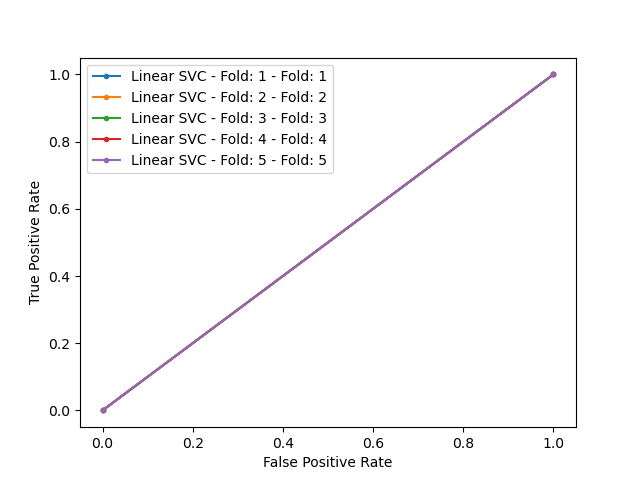 Linear SVC - Fold: 1 - Fold: 1
Linear SVC - Fold: 2 - Fold: 2
Linear SVC - Fold: 3 - Fold: 3
Linear SVC - Fold: 4 - Fold: 4
Linear SVC - Fold: 5 - Fold: 5
1.0
0.8
0.6
0.4
0.2
0.0
True Positive Rate
0.0 0.2 0.4 0.6 0.8 1.0
False Positive Rate